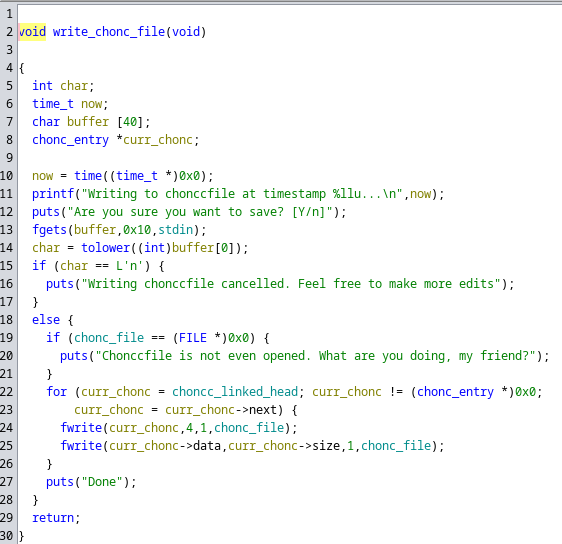 1
2 void write_chonc_file(void)
3
4 {
5   int char;
6   time_t now;
7   char buffer [40];
8   chonc_entry *curr_chonc;
9
10   now = time((time_t *)0x0);
11   printf("Writing to chonccfile at timestamp %llu...\n",now);
12   puts("Are you sure you want to save? [Y/n]");
13   fgets(buffer,0x10,stdin);
14   char = tolower((int)buffer[0]);
15   if (char == L'n') {
16     puts("Writing chonccfile cancelled. Feel free to make more edits");
17   }
18   else {
19     if (chonc_file == (FILE *)0x0) {
20       puts("Chonccfile is not even opened. What are you doing, my friend?");
21     }
22     for (curr_chonc = choncc_linked_head; curr_chonc != (chonc_entry *)0x0;
23         curr_chonc = curr_chonc->next) {
24       fwrite(curr_chonc,4,1,chonc_file);
25       fwrite(curr_chonc->data,curr_chonc->size,1,chonc_file);
26     }
27     puts("Done");
28   }
29   return;
30 }